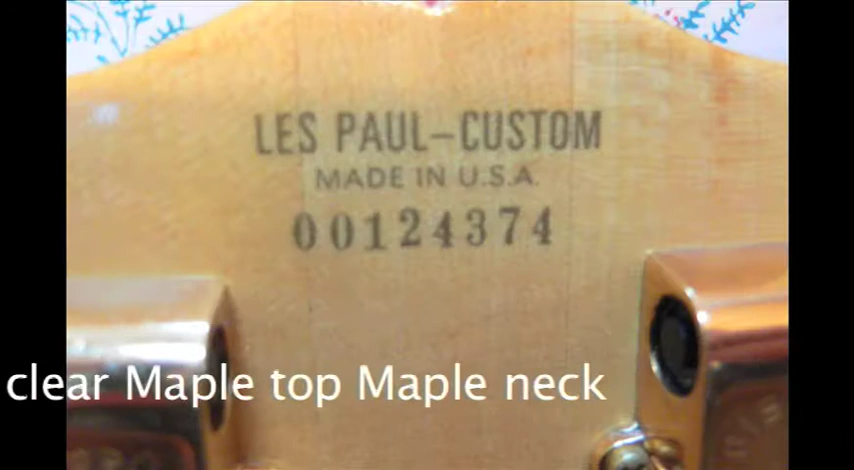 LES PAUL-CUSTOM
MADE IN U.S.A.
00124374
clear Maple top Maple neck